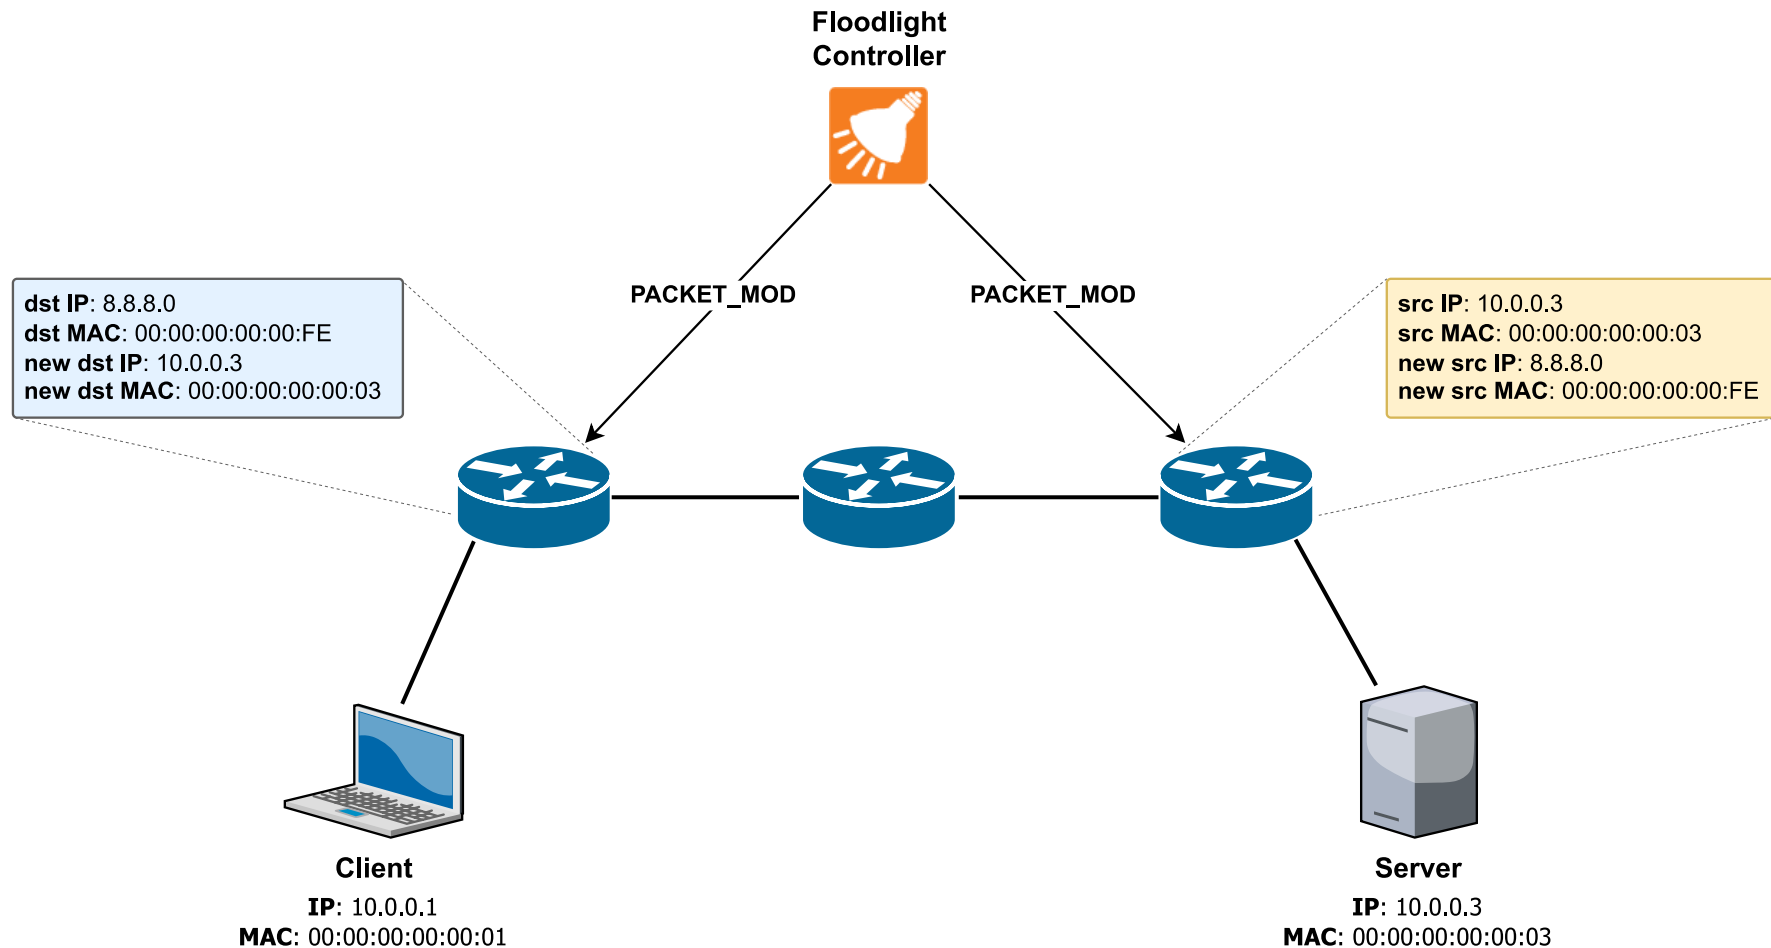 Floodlight
Controller
PACKET_MOD
PACKET_MOD
dst IP: 8.8.8.0
dst MAC: 00:00:00:00:00:FE
new dst IP: 10.0.0.3
new dst MAC: 00:00:00:00:00:03
src IP: 10.0.0.3
src MAC: 00:00:00:00:00:03
new src IP: 8.8.8.0
new src MAC: 00:00:00:00:00:FE
Client
IP: 10.0.0.1
MAC: 00:00:00:00:00:01
Server
IP: 10.0.0.3
MAC: 00:00:00:00:00:03